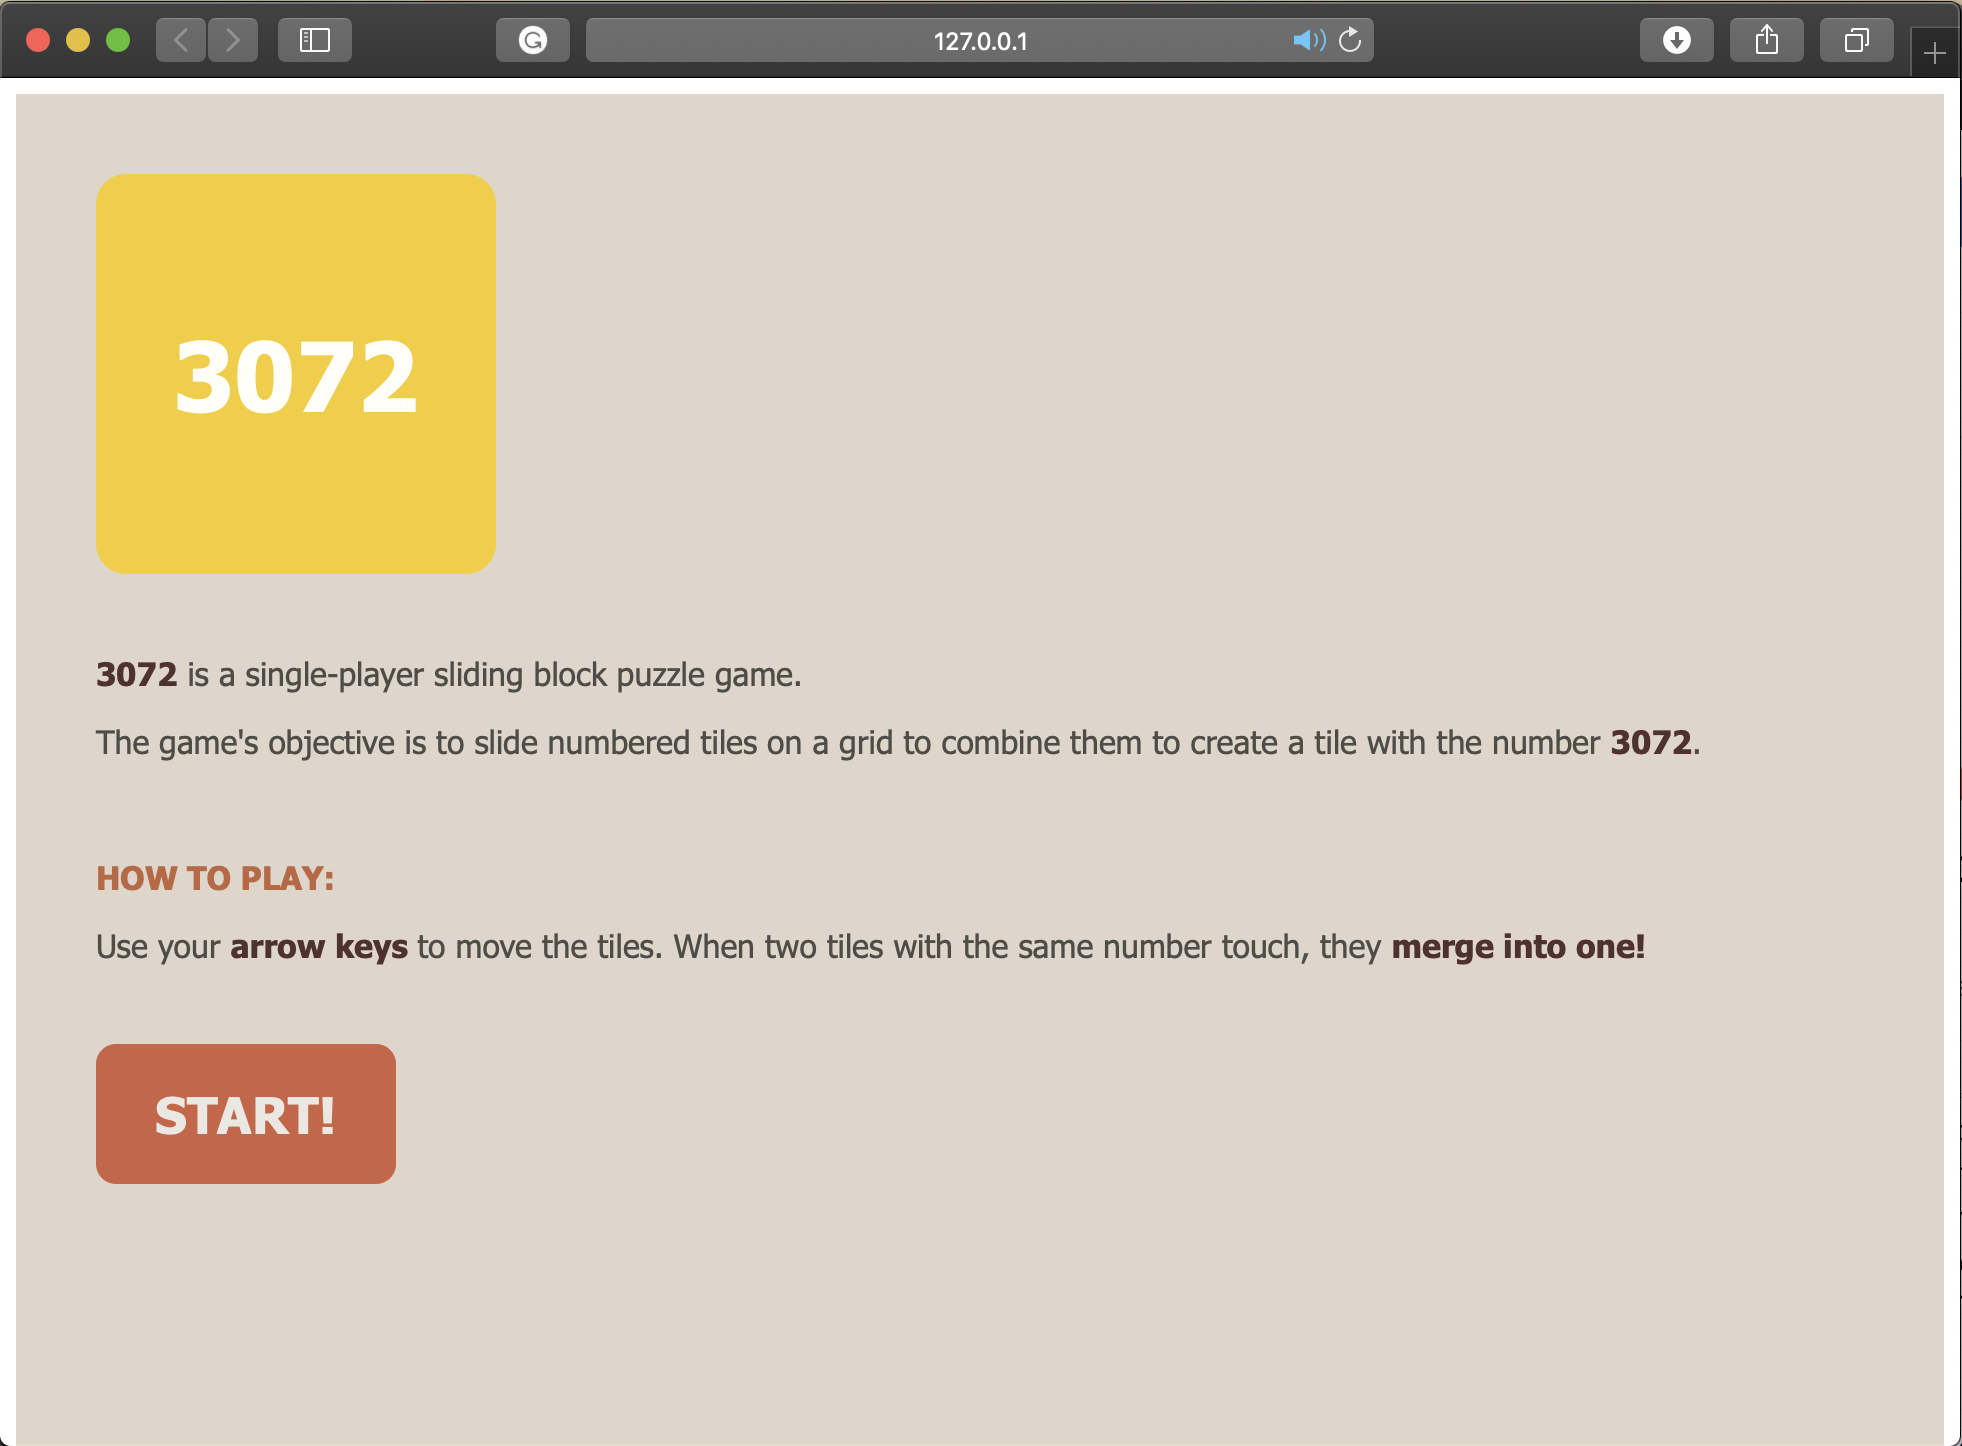 127.0.0.1
3072
3072 is a single-player sliding block puzzle game.
The game's objective is to slide numbered tiles on a grid to combine them to create a tile with the number 3072.
HOW TO PLAY:
Use your arrow keys to move the tiles. When two tiles with the same number touch, they merge into one!
START!